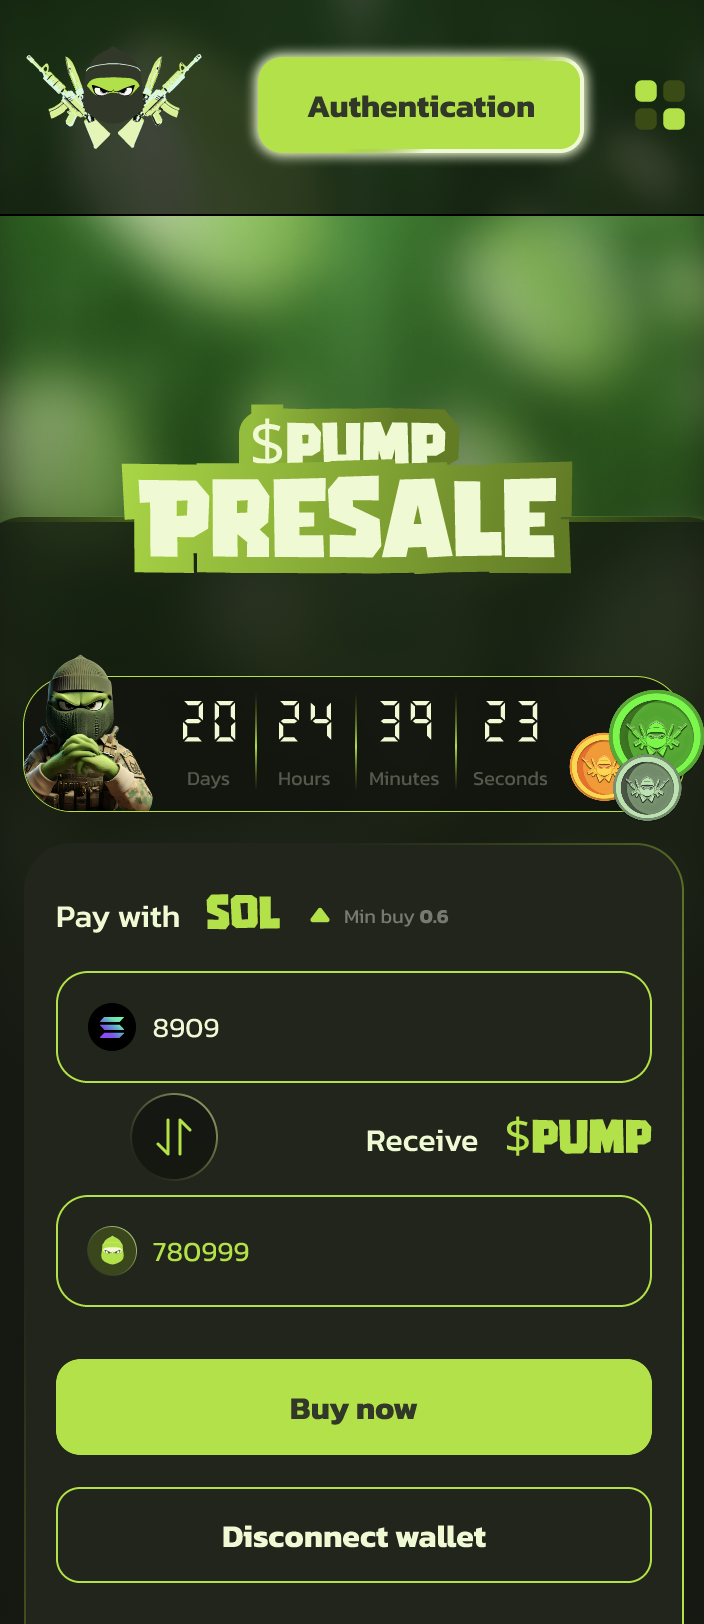 Authentication
$PUMP
PRESALE
20 24 39 23
Days Hours Minutes Seconds
Pay with SOL Min buy 0.6
8909
Receive $PUMP
780999
Buy now
Disconnect wallet